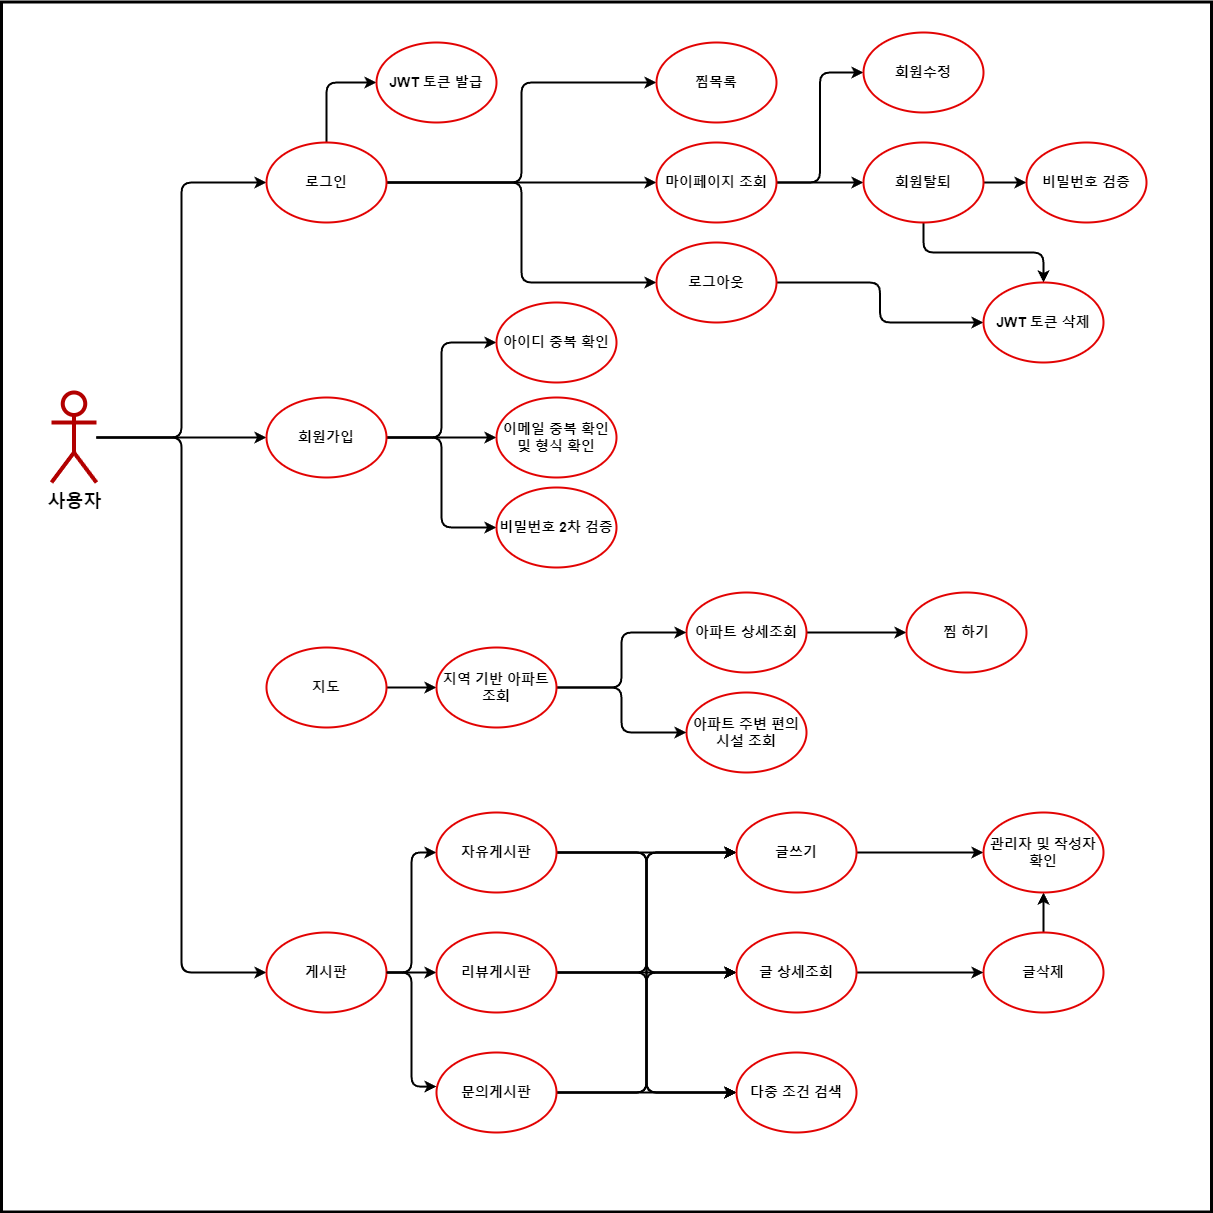 JWT 토큰 발급
찜목록
회원수정
로그인
마이페이지 조회
회원탈퇴
비밀번호 검증
로그아웃
JWT 토큰 삭제
아이디 중복 확인
회원가입
이메일 중복 확인
및 형식 확인
비밀번호 2차 검증
사용자
아파트 상세조회
찜 하기
지도
지역 기반 아파트
조회
아파트 주변 편의
시설 조회
자유게시판
글쓰기
관리자 및 작성자
확인
게시판
리뷰게시판
글 상세조회
글삭제
문의게시판
다중 조건 검색